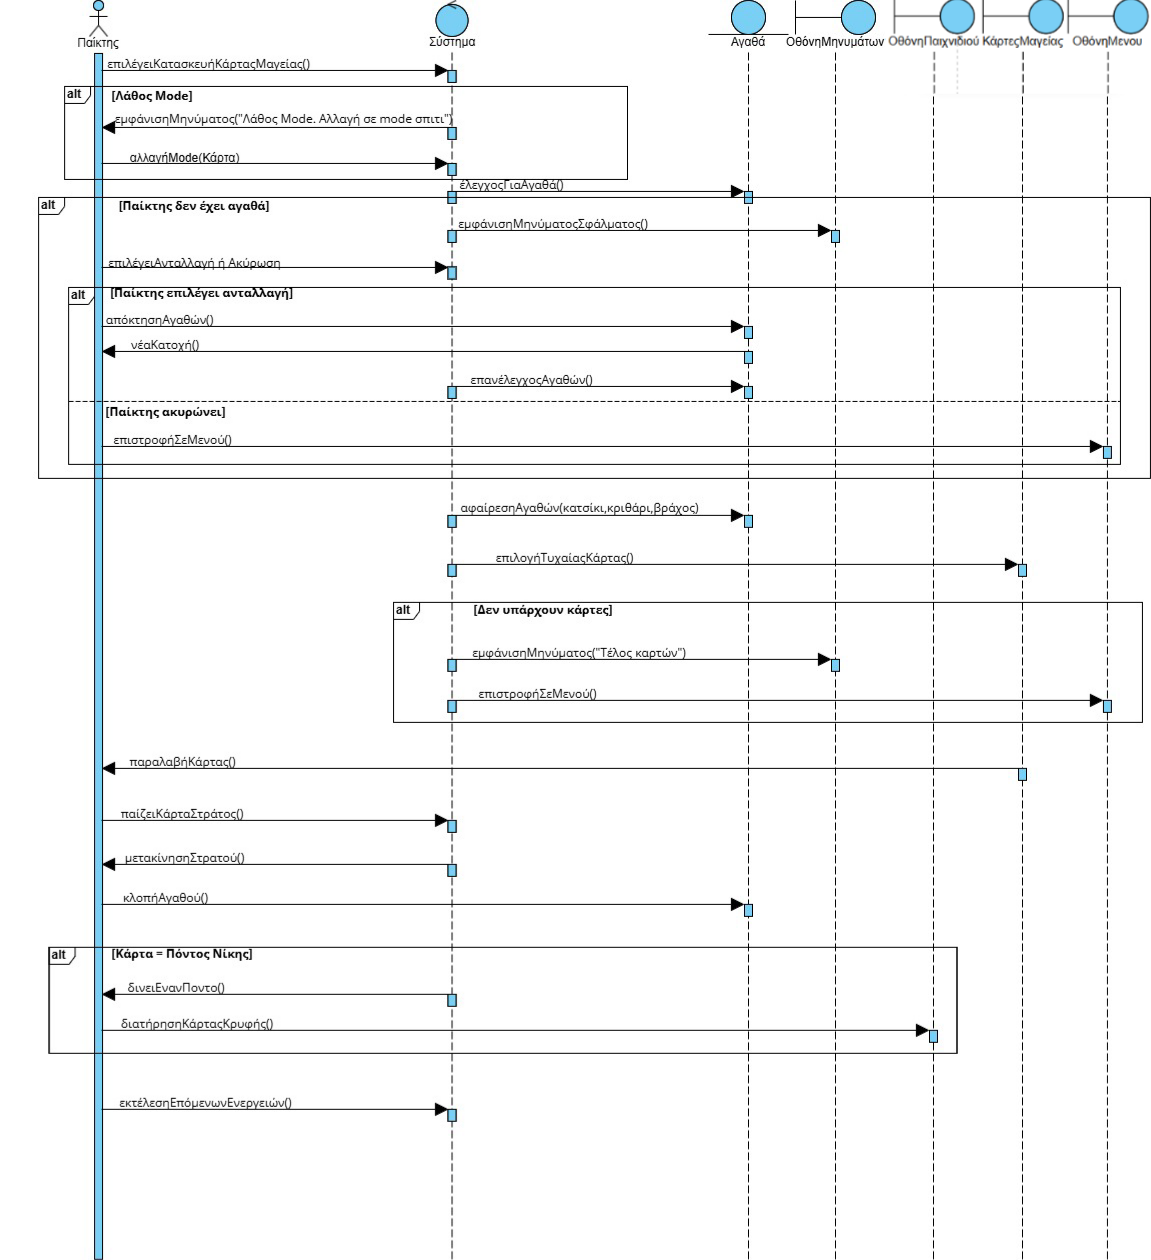 Παίκτης
Σύστημα
Αγαθά
ΟθόνηΜηνυμάτων
ΟθόνηΠαιχνιδιού
ΚάρτεςΜαγείας
ΟθόνηΜενου
επιλέγειΚατασκευήΚάρταςΜαγείας()
alt
[Λάθος Mode]
εμφάνισηΜηνύματος("Λάθος Mode. Αλλαγή σε mode σπιτι")
αλλαγήMode(Κάρτα)
έλεγχοςΓιαΑγαθά()
alt
[Παίκτης δεν έχει αγαθά]
εμφάνισηΜηνύματοςΣφάλματος()
επιλέγειΑνταλλαγή ή Ακύρωση
alt
[Παίκτης επιλέγει ανταλλαγή]
απόκτησηΑγαθών()
νέαΚατοχή()
επανέλεγχοςΑγαθών()
[Παίκτης ακυρώνει]
επιστροφήΣεΜενού()
αφαίρεσηΑγαθών(κατσίκι,κριθάρι,βράχος)
επιλογήΤυχαίαςΚάρτας()
alt
[Δεν υπάρχουν κάρτες]
εμφάνισηΜηνύματος("Τέλος καρτών")
επιστροφήΣεΜενού()
παραλαβήΚάρτας()
παίζειΚάρταΣτράτος()
μετακίνησηΣτρατού()
κλοπήΑγαθού()
alt
[Κάρτα = Πόντος Νίκης]
δινειΕνανΠοντο()
διατήρησηΚάρταςΚρυφής()
εκτέλεσηΕπόμενωνΕνεργειών()